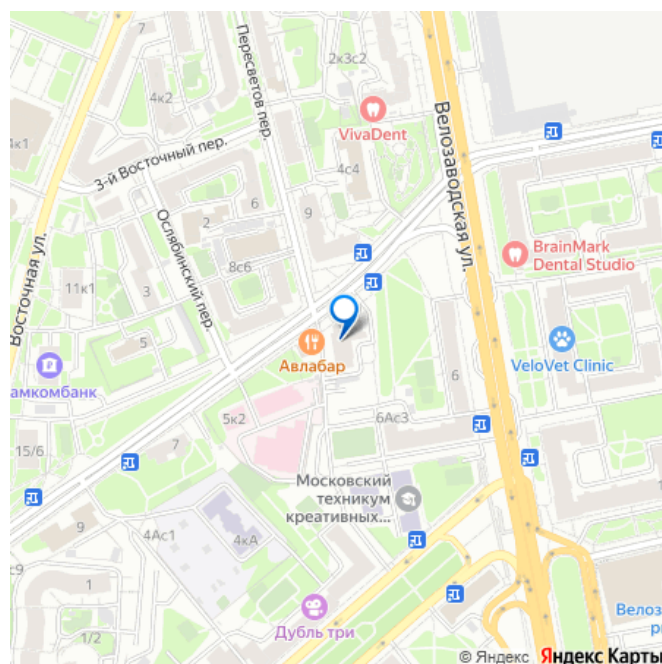 Пересветов пер.
2к3с2
4к2
VivaDent
Велозаводская ул.
4к1
3-й Восточный пер.
4с4
6
2
9
Ослябинский пер.
Восточная ул.
8с6
BrainMark
Dental Studio
11к1
3
5
Авлабар
VeloVet Clinic
амкомбанк
6
5к2
6Ас3
15/6
7
Московский
техникум
креативных...
9
4Ас1
4кА
с9
1
Дубль три
Велоз
р
1/2
© Яндекс Яндекс Карты